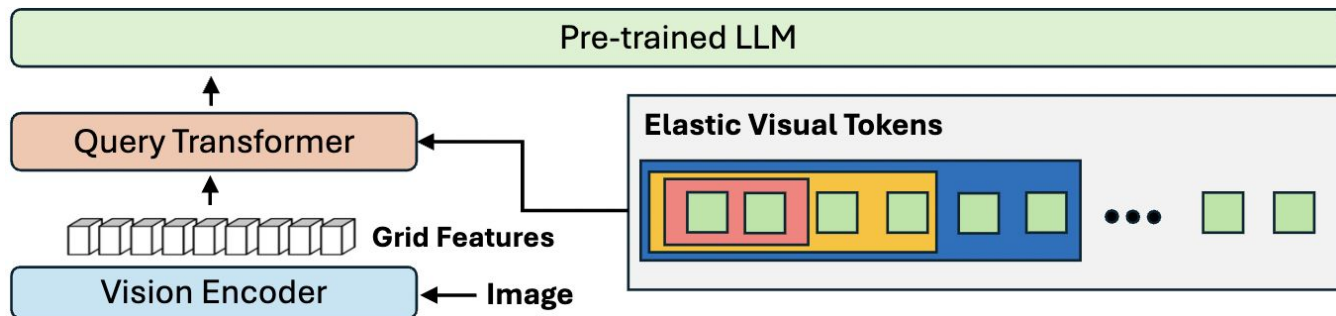 Pre-trained LLM
Query Transformer
Elastic Visual Tokens
Grid Features
Vision Encoder
Image